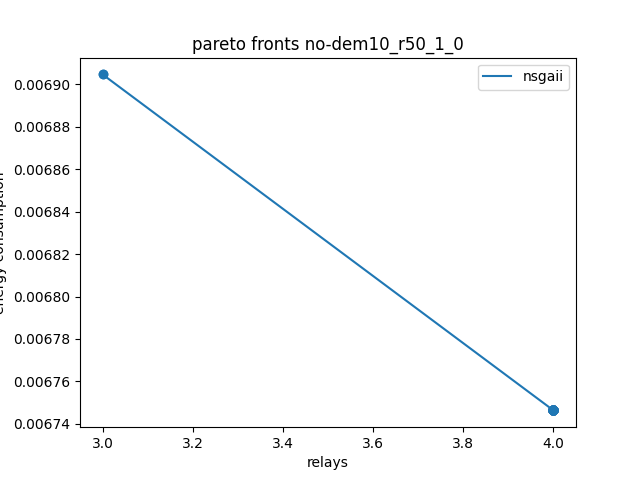 pareto fronts no-dem10_r50_1_0
nsgaii
0.00690
0.00688
0.00686
0.00684
0.00682
0.00680
0.00678
0.00676
0.00674
energy consumption
3.0 3.2 3.4 3.6 3.8 4.0
relays